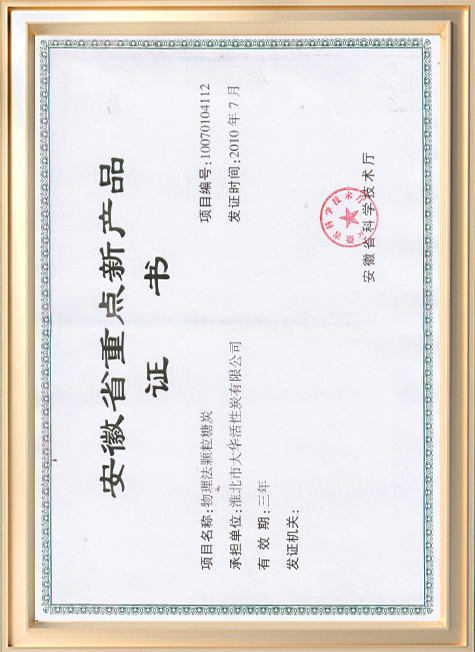 安徽省重点新产品
证 书
项目名称:物理法颗粒糖炭
项目编号:10070104112
承担单位:淮北市大华活性炭有限公司
发证时间:2010 年 7 月
有 效 期:三年
发证机关:
安徽省科学技术厅